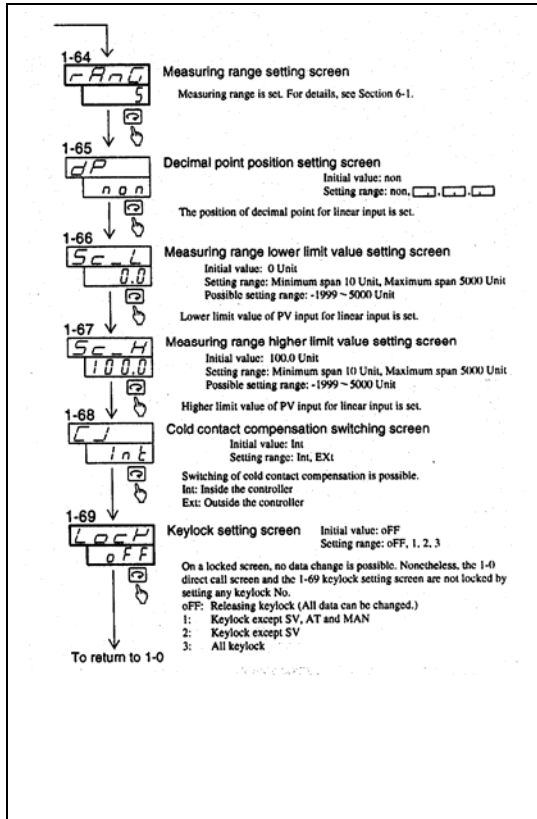 1-64
rAnG
5
Measuring range setting screen
Measuring range is set. For details, see Section 6-1.
1-65
dP
non
Decimal point position setting screen
Initial value: non
Setting range: non,
The position of decimal point for linear input is set.
1-66
Sc_L
0.0
Measuring range lower limit value setting screen
Initial value: 0 Unit
Setting range: Minimum span 10 Unit, Maximum span 5000 Unit
Possible setting range: -1999 ~ 5000 Unit
Lower limit value of PV input for linear input is set.
1-67
Sc_H
100.0
Measuring range higher limit value setting screen
Initial value: 100.0 Unit
Setting range: Minimum span 10 Unit, Maximum span 5000 Unit
Possible setting range: -1999 ~ 5000 Unit
Higher limit value of PV input for linear input is set.
1-68
CJ
Int
Cold contact compensation switching screen
Initial value: Int
Setting range: Int, EXt
Switching of cold contact compensation is possible.
Int: Inside the controller
Ext: Outside the controller
1-69
LocK
oFF
Keylock setting screen Initial value: oFF
Setting range: oFF, 1, 2, 3
On a locked screen, no data change is possible. Nonetheless, the 1-0
direct call screen and the 1-69 keylock setting screen are not locked by
setting any keylock No.
oFF: Releasing keylock (All data can be changed.)
1: Keylock except SV, AT and MAN
2: Keylock except SV
3: All keylock
To return to 1-0